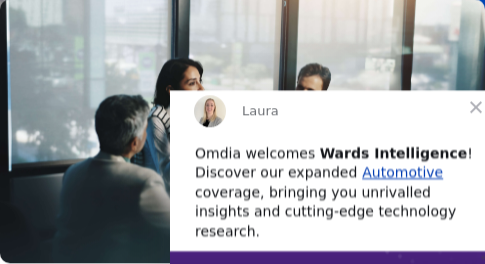 Laura
Omdia welcomes Wards Intelligence!
Discover our expanded Automotive
coverage, bringing you unrivalled
insights and cutting-edge technology
research.